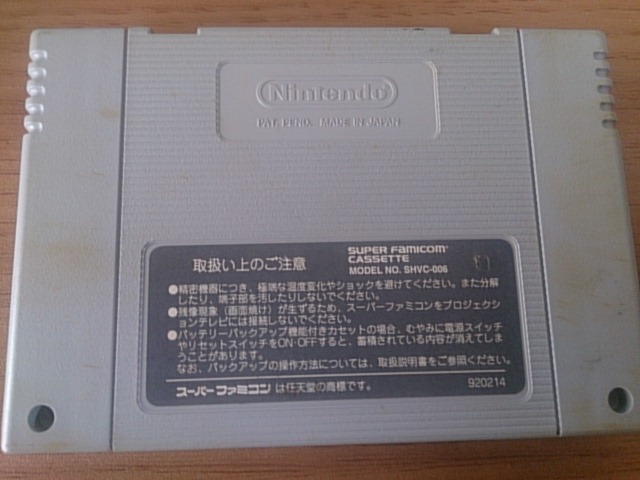 Nintendo
PAT. PEND. MADE IN JAPAN
取扱い上のご注意
SUPER FAMICOM
CASSETTE
MODEL NO. SHVC-006
●精密機器につき、極端な温度変化やショックを避けてください。また分解
したり、端子部を汚したりしないでください。
●残像現象（画面焼け）が生ずるため、スーパーファミコンをプロジェクシ
ョンテレビには接続しないでください。
●バッテリーバックアップ機能付きカセットの場合、むやみに電源スイッチ
やリセットスイッチをON・OFFすると、蓄積されている内容が消えてしま
うことがあります。
なお、バックアップの操作方法については、取扱説明書をご参照ください。
スーパーファミコンは任天堂の商標です。
920214